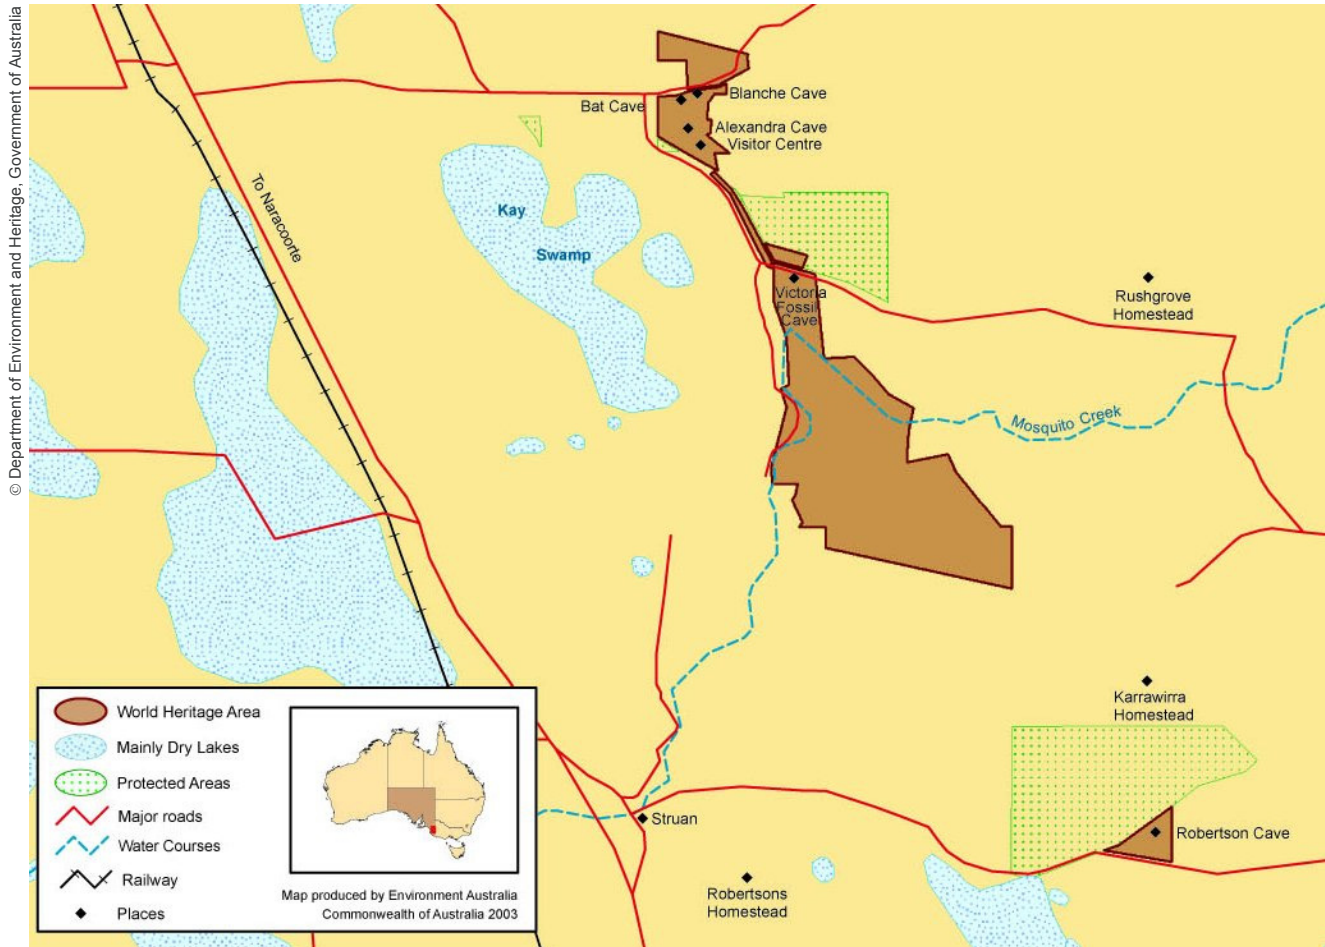 © Department of Environment and Heritage, Government of Australia
Bat Cave
Blanche Cave
Alexandra Cave
Visitor Centre
To Naracoorte
Kay
Swamp
Victoria
Fossil
Cave
Rushgrove
Homestead
Mosquito Creek
Karrawirra
Homestead
Struan
Robertson Cave
Robertsons
Homestead
World Heritage Area
Mainly Dry Lakes
Protected Areas
Major roads
Water Courses
Railway
Places
Map produced by Environment Australia
Commonwealth of Australia 2003